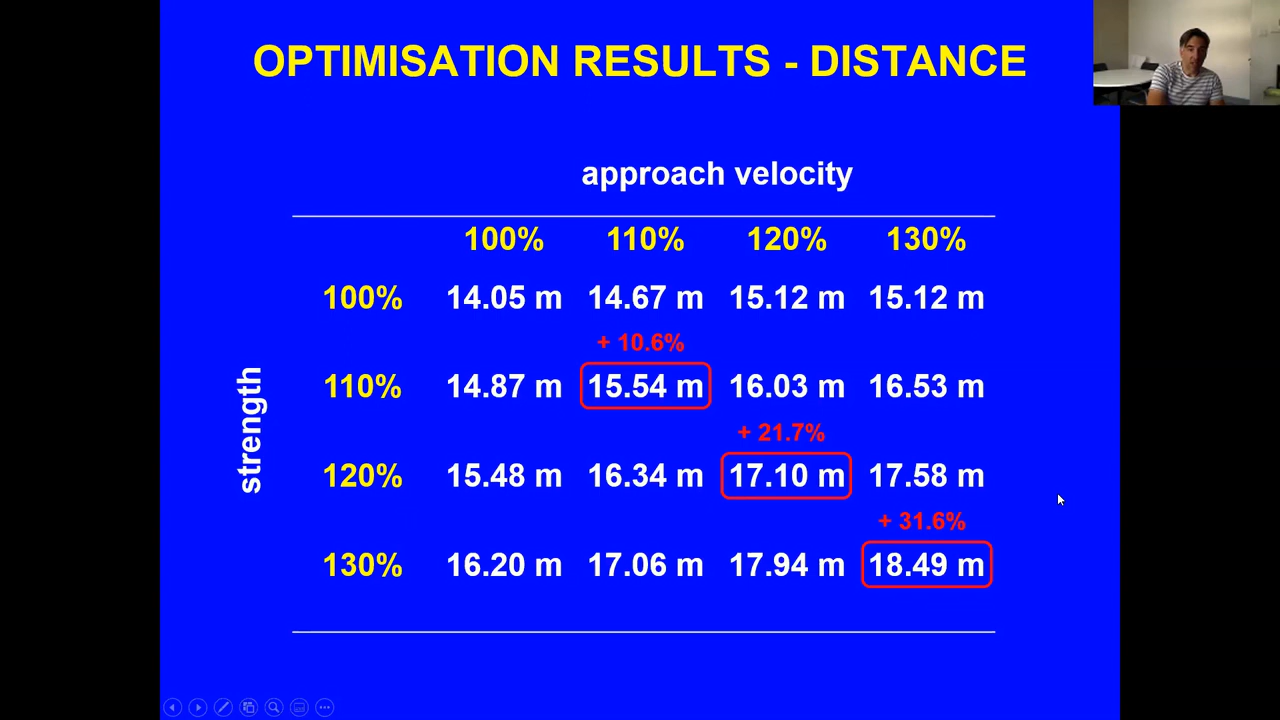 OPTIMISATION RESULTS - DISTANCE
approach velocity
100% 110% 120% 130%
100% 14.05 m 14.67 m 15.12 m 15.12 m
+ 10.6%
110% 14.87 m 15.54 m 16.03 m 16.53 m
+ 21.7%
strength
120% 15.48 m 16.34 m 17.10 m 17.58 m
+ 31.6%
130% 16.20 m 17.06 m 17.94 m 18.49 m